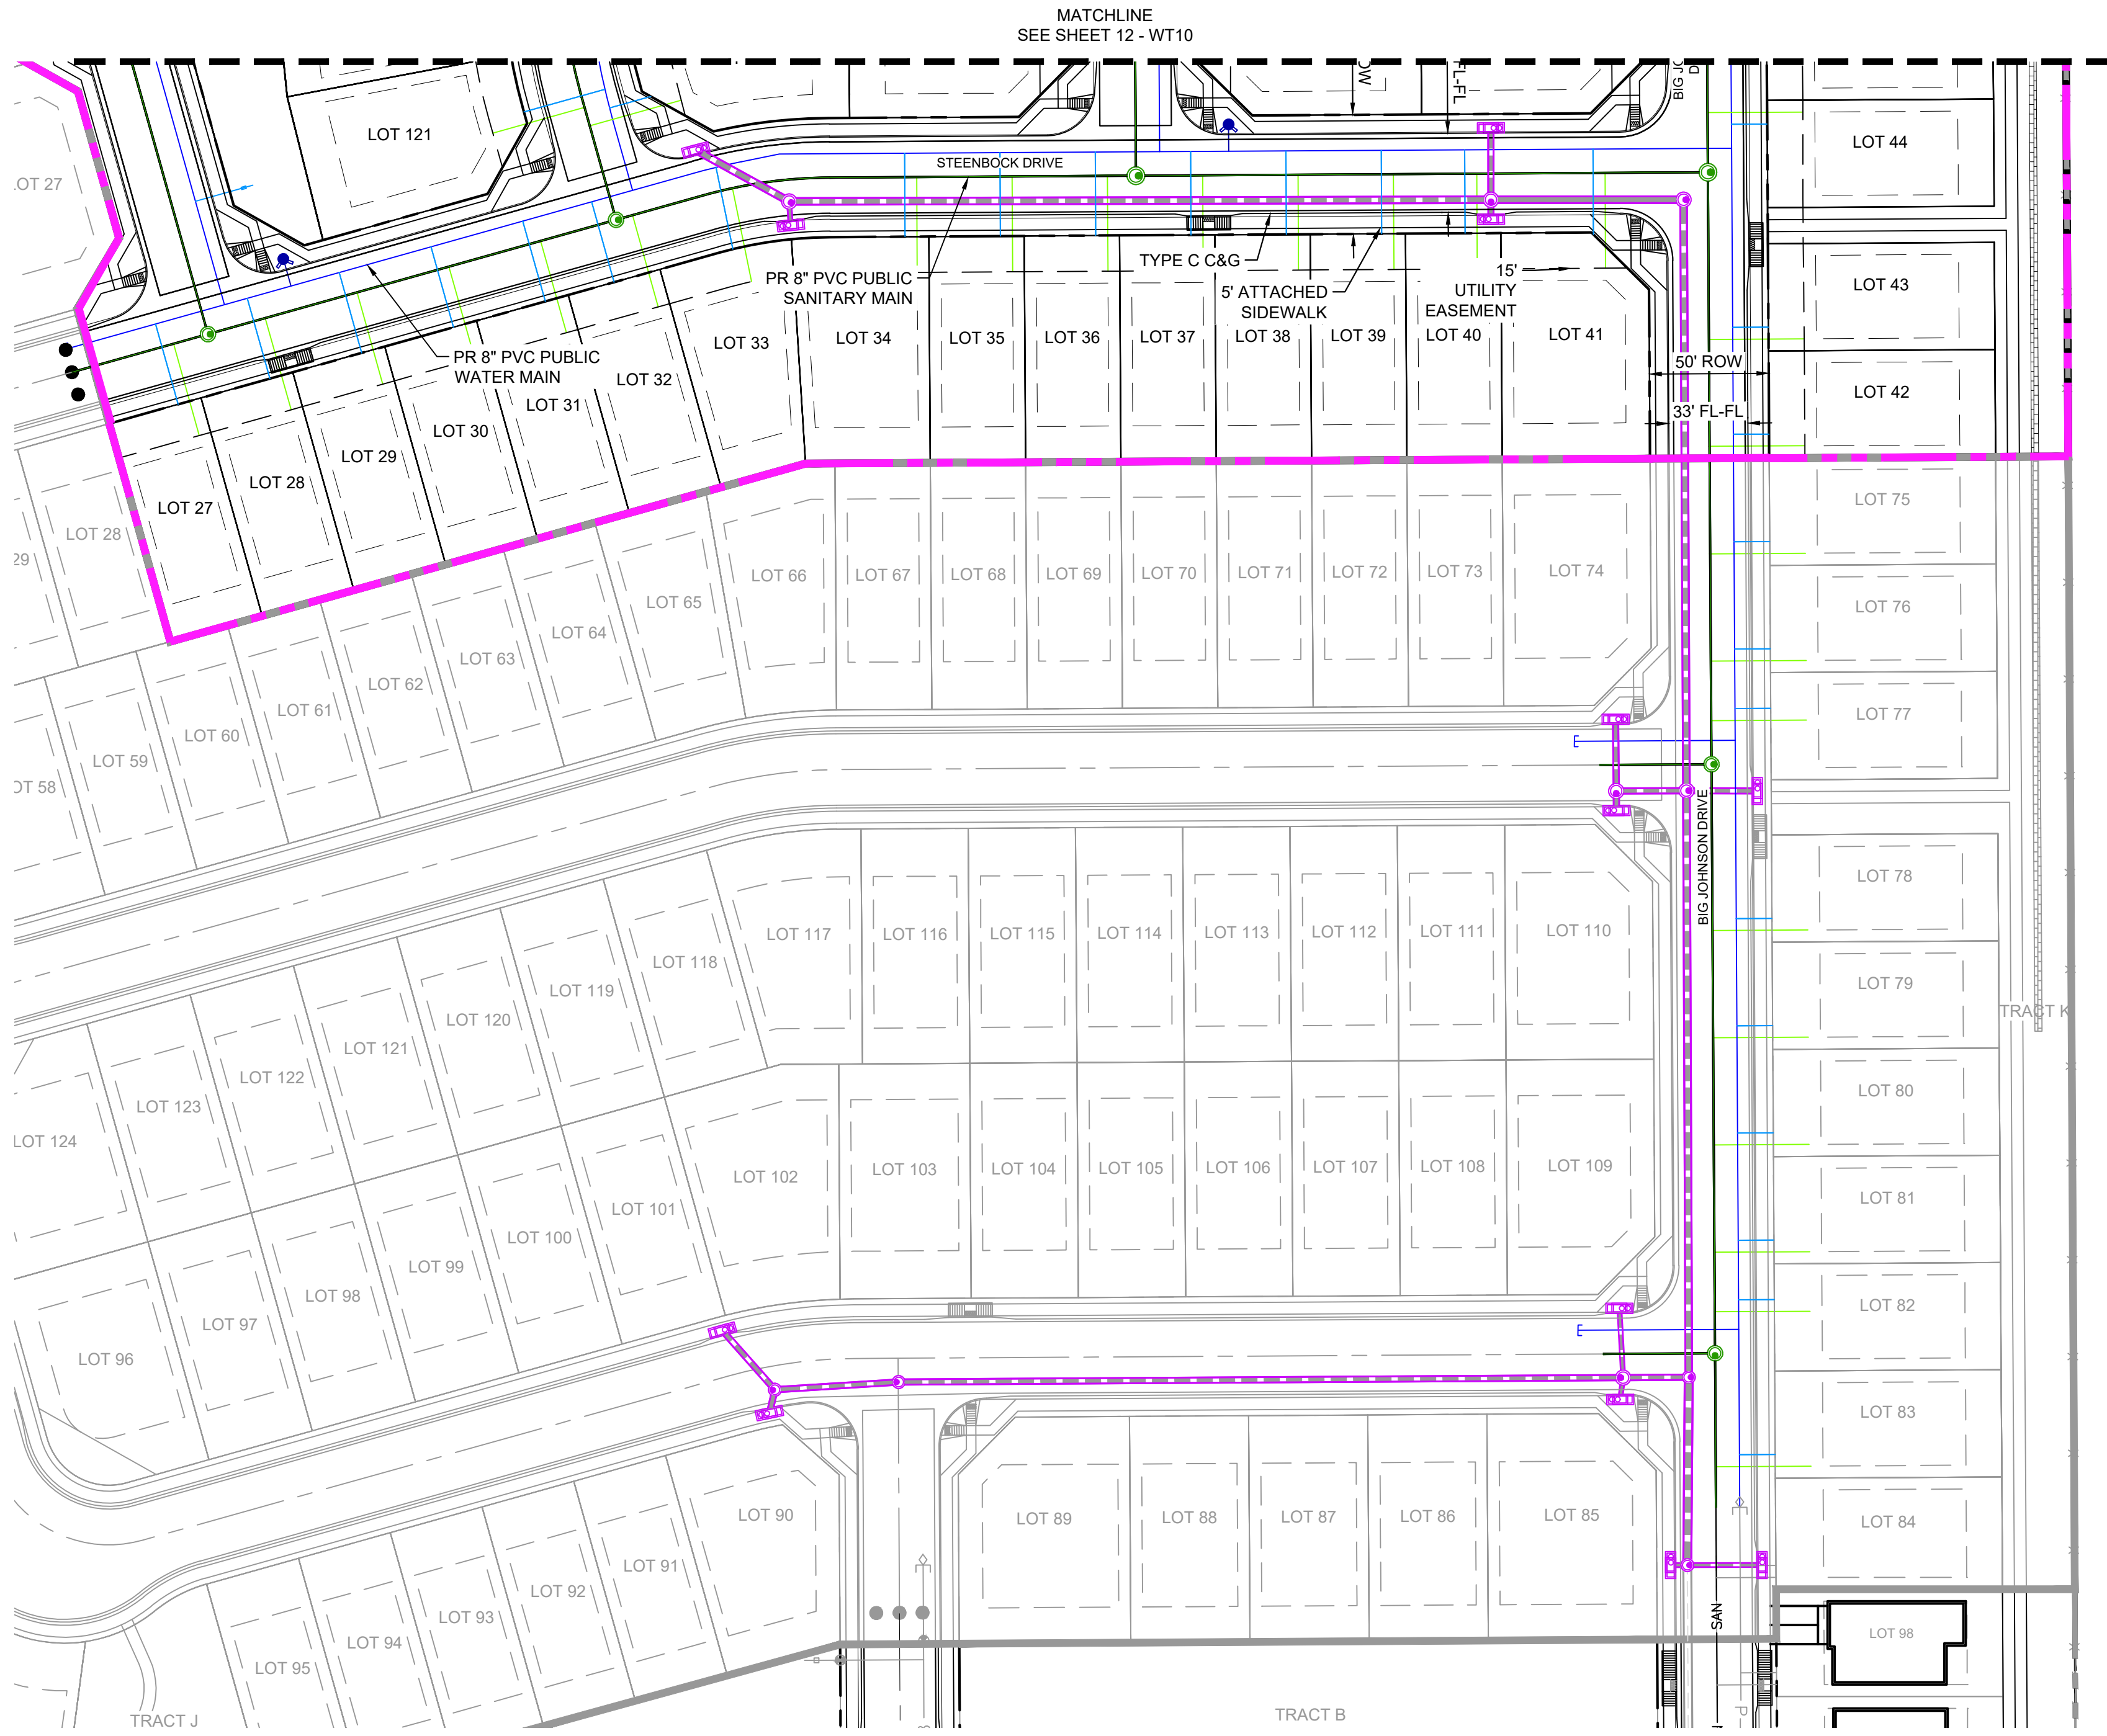 MATCHLINE
SEE SHEET 12 - WT10
LOT 121
STEENBOCK DRIVE
LOT 44
LOT 27
TYPE C C&G
15'
UTILITY
EASEMENT
PR 8" PVC PUBLIC
SANITARY MAIN
5' ATTACHED
SIDEWALK
LOT 43
LOT 33
LOT 34
LOT 35
LOT 36
LOT 37
LOT 38
LOT 39
LOT 40
LOT 41
PR 8" PVC PUBLIC
WATER MAIN
50' ROW
LOT 32
LOT 42
LOT 31
33' FL-FL
FL-FL
LOT 30
LOT 29
LOT 28
LOT 27
LOT 28
29
LOT 75
LOT 66
LOT 67
LOT 68
LOT 69
LOT 70
LOT 71
LOT 72
LOT 73
LOT 74
LOT 65
LOT 76
LOT 64
LOT 63
LOT 62
LOT 61
LOT 60
LOT 59
OT 58
LOT 77
BIG JOHNSON DRIVE
LOT 78
LOT 117
LOT 116
LOT 115
LOT 114
LOT 113
LOT 112
LOT 111
LOT 110
LOT 118
LOT 119
LOT 120
LOT 121
LOT 122
LOT 123
LOT 124
LOT 79
TRACT K
LOT 80
LOT 102
LOT 103
LOT 104
LOT 105
LOT 106
LOT 107
LOT 108
LOT 109
LOT 101
LOT 100
LOT 99
LOT 98
LOT 97
LOT 96
LOT 81
LOT 82
LOT 83
LOT 90
LOT 89
LOT 88
LOT 87
LOT 86
LOT 85
LOT 84
LOT 91
LOT 92
LOT 93
LOT 94
LOT 95
SAN
LOT 98
TRACT J
TRACT B